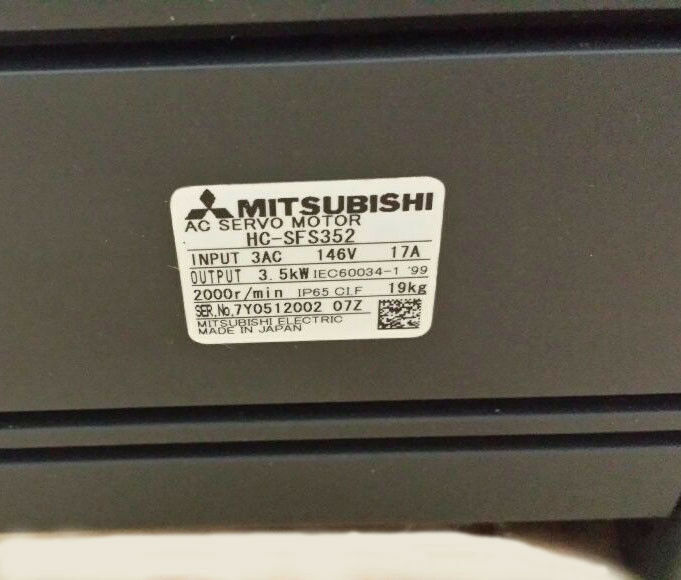 MITSUBISHI
AC SERVO MOTOR
HC-SFS352
INPUT 3AC 146V 17A
OUTPUT 3.5kW IEC60034-1 '99
2000r/min IP65 CI.F 19kg
SER.No.7Y0512002 07Z
MITSUBISHI ELECTRIC
MADE IN JAPAN